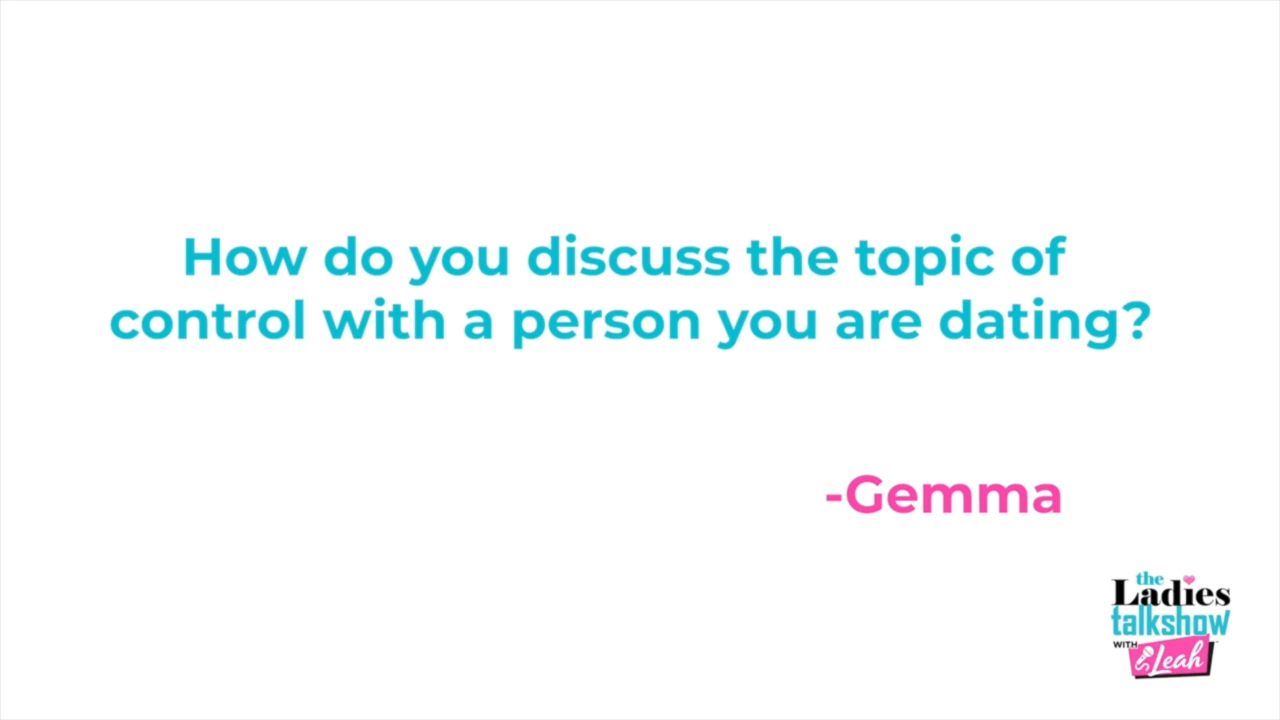 How do you discuss the topic of
control with a person you are dating?
-Gemma
the
Ladies
talkshow
WITH
Leah